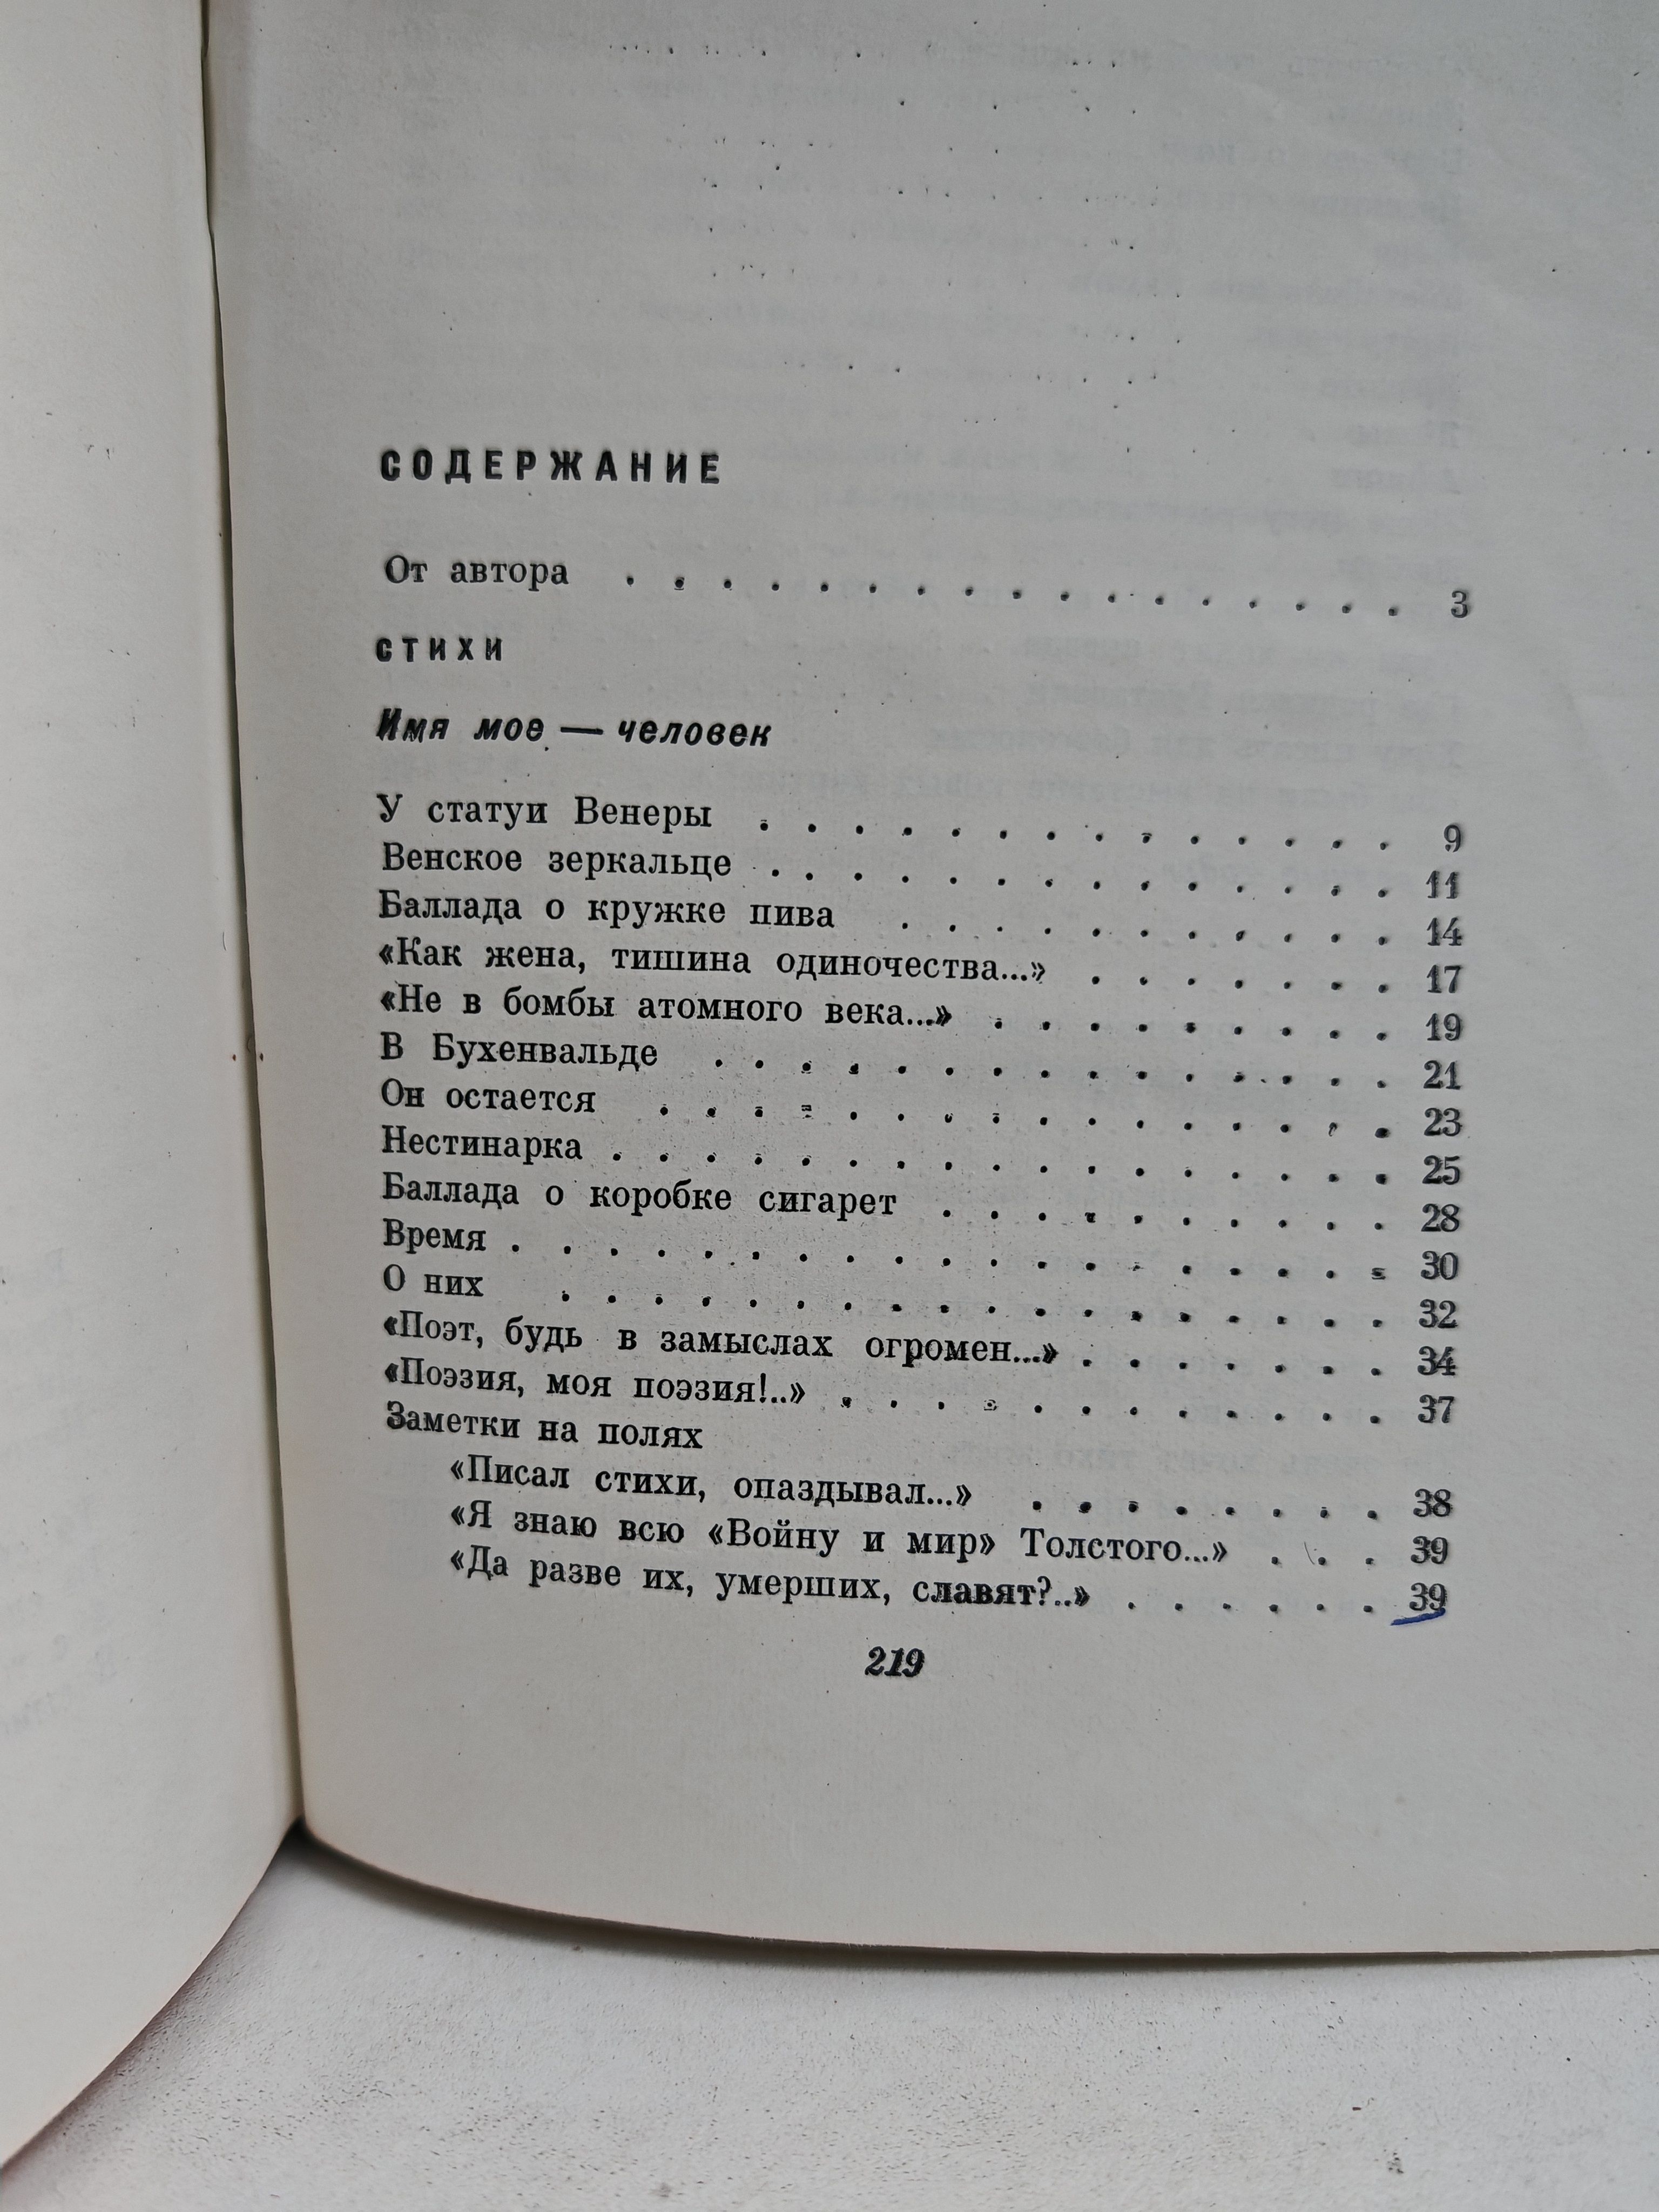 СОДЕРЖАНИЕ
От автора . . . . . . . . . . . . . . . . . 3
СТИХИ
Имя мое — человек
У статуи Венеры . . . . . . . . . . . . . . 9
Венское зеркальце . . . . . . . . . . . . . . 11
Баллада о кружке пива . . . . . . . . . . . 14
«Как жена, тишина одиночества...» . . . . . . . 17
«Не в бомбы атомного века...» . . . . . . . . . 19
В Бухенвальде . . . . . . . . . . . . . . . 21
Он остается . . . . . . . . . . . . . . . . 23
Нестинарка . . . . . . . . . . . . . . . . . 25
Баллада о коробке сигарет . . . . . . . . . . 28
Время . . . . . . . . . . . . . . . . . . . 30
О них . . . . . . . . . . . . . . . . . . 32
«Поэт, будь в замыслах огромен...» . . . . . . . 34
«Поэзия, моя поэзия!..» . . . . . . . . . . . . 37
Заметки на полях
«Писал стихи, опаздывал...» . . . . . . . . 38
«Я знаю всю «Войну и мир» Толстого...» . . . 39
«Да разве их, умерших, славят?..» . . . . . . 39
219